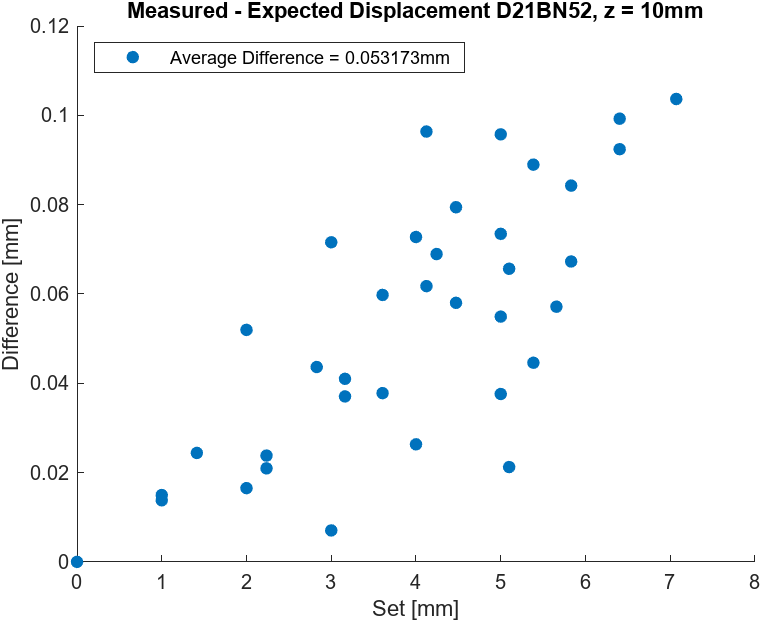 Measured - Expected Displacement D21BN52, z = 10mm
Average Difference = 0.053173mm
0.12
0.1
0.08
0.06
0.04
0.02
0
Difference [mm]
0 1 2 3 4 5 6 7 8
Set [mm]